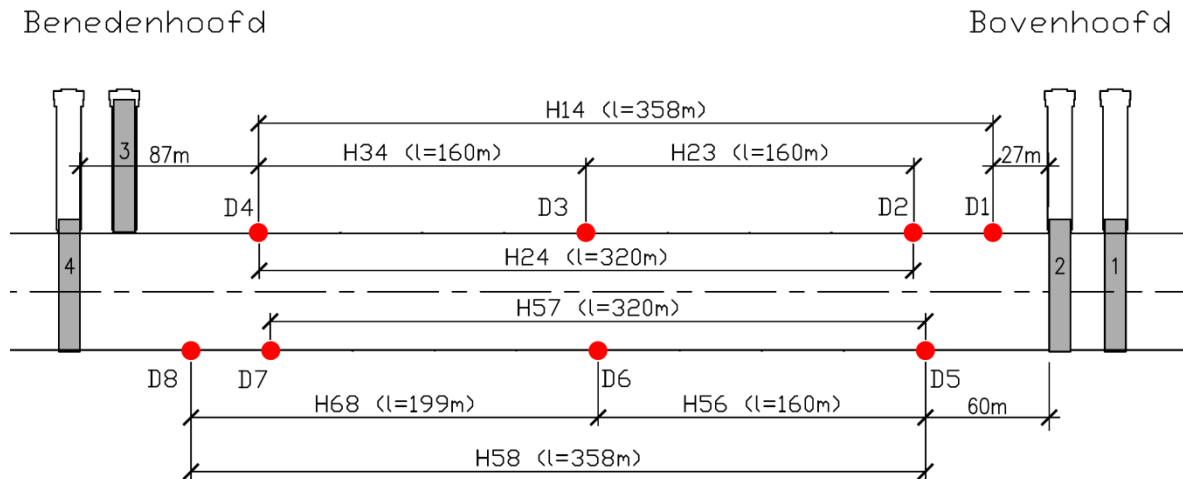 Benedenhoofd Bovenhoofd
H14 (l=358m)
3 87m H34 (l=160m) H23 (l=160m) 27m
D4 D3 D2 D1
4 H24 (l=320m) 2 1
H57 (l=320m)
D8 D7 D6 D5
H68 (l=199m) H56 (l=160m) 60m
H58 (l=358m)